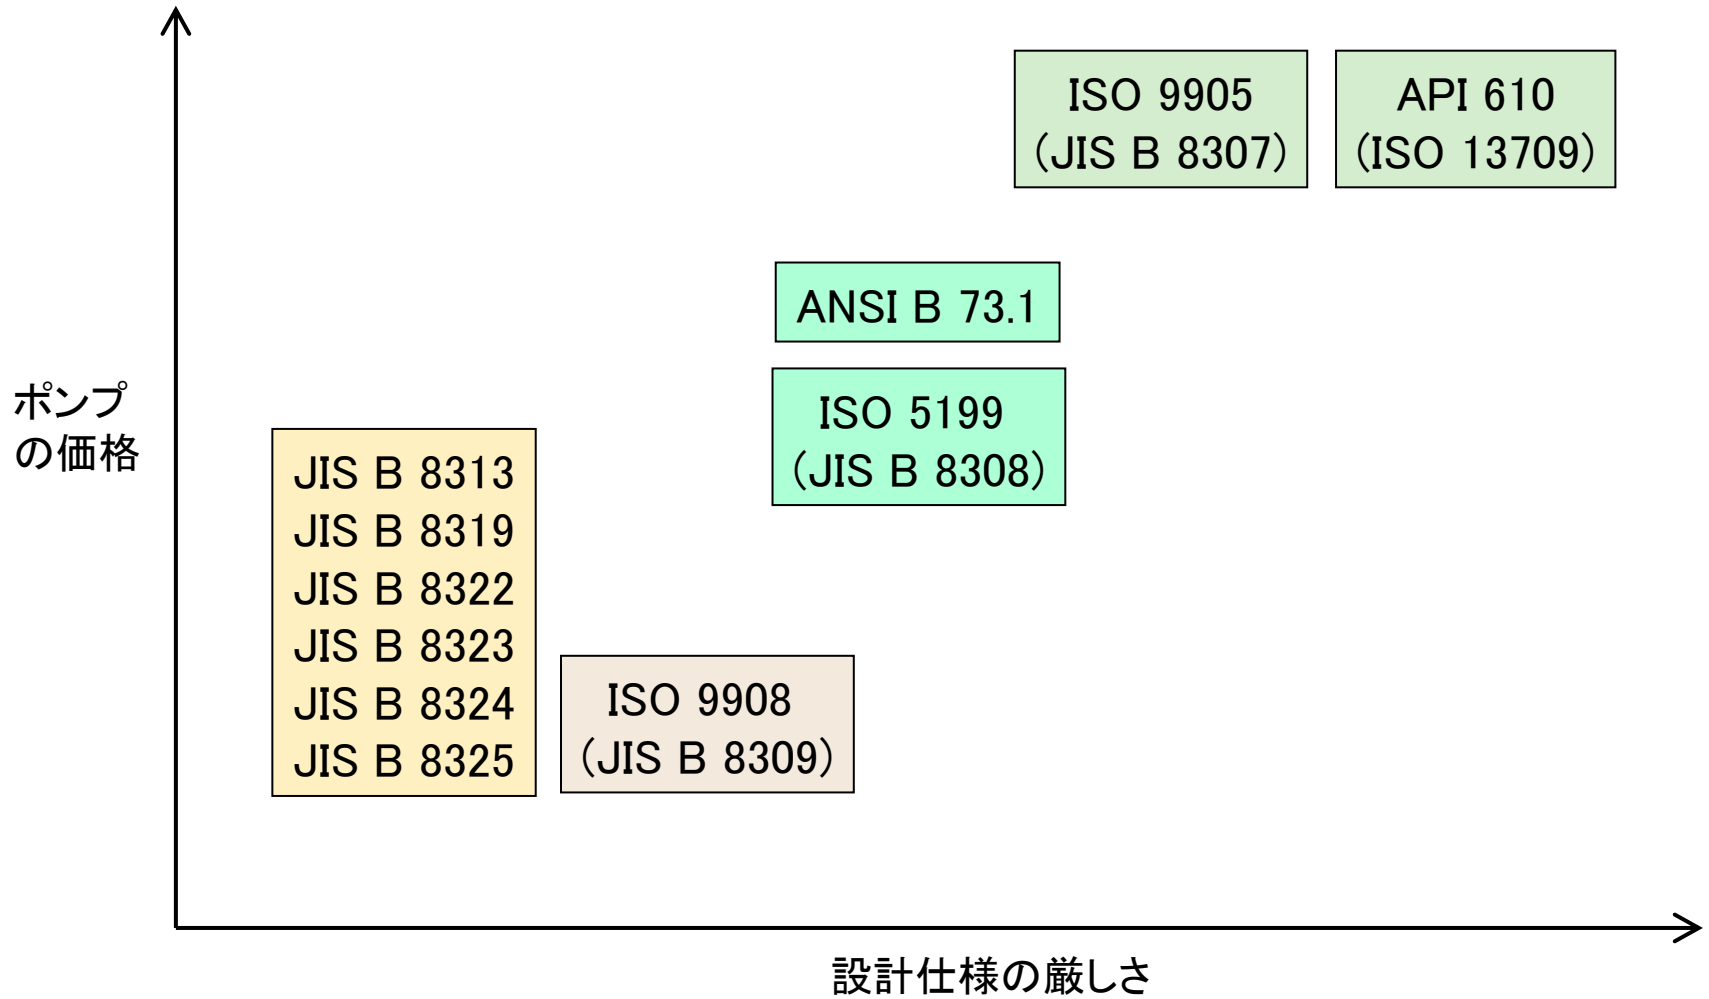 ISO 9905
(JIS B 8307)
API 610
(ISO 13709)
ANSI B 73.1
ISO 5199
(JIS B 8308)
ポンプ
の価格
JIS B 8313
JIS B 8319
JIS B 8322
JIS B 8323
JIS B 8324
JIS B 8325
ISO 9908
(JIS B 8309)
設計仕様の厳しさ